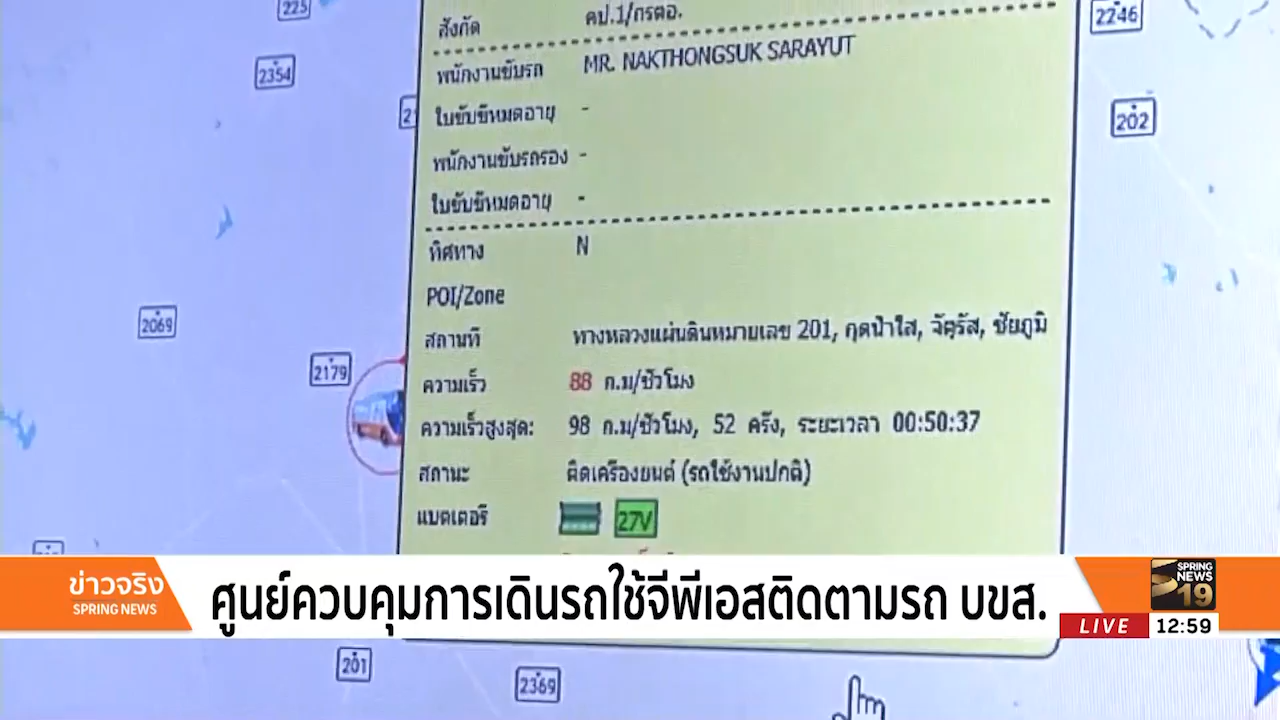 225
สังกัด คป.1/กรตอ.
2246
2354
พนักงานขับรถ MR. NAKTHONGSUK SARAYUT
ใบขับขี่หมดอายุ -
202
พนักงานขับรถรอง -
ใบขับขี่หมดอายุ -
ทิศทาง N
POI/Zone
2069
สถานที่ ทางหลวงแผ่นดินหมายเลข 201, กุดน้ำใส, จัตุรัส, ชัยภูมิ
2179
ความเร็ว 88 ก.ม/ชั่วโมง
ความเร็วสูงสุด: 98 ก.ม/ชั่วโมง, 52 ครั้ง, ระยะเวลา 00:50:37
สถานะ ติดเครื่องยนต์ (รถใช้งานปกติ)
แบตเตอรี่ 27V
ข่าวจริง
SPRING NEWS
ศูนย์ควบคุมการเดินรถใช้จีพีเอสติดตามรถ บขส.
SPRING NEWS 19
LIVE 12:59
201
2369